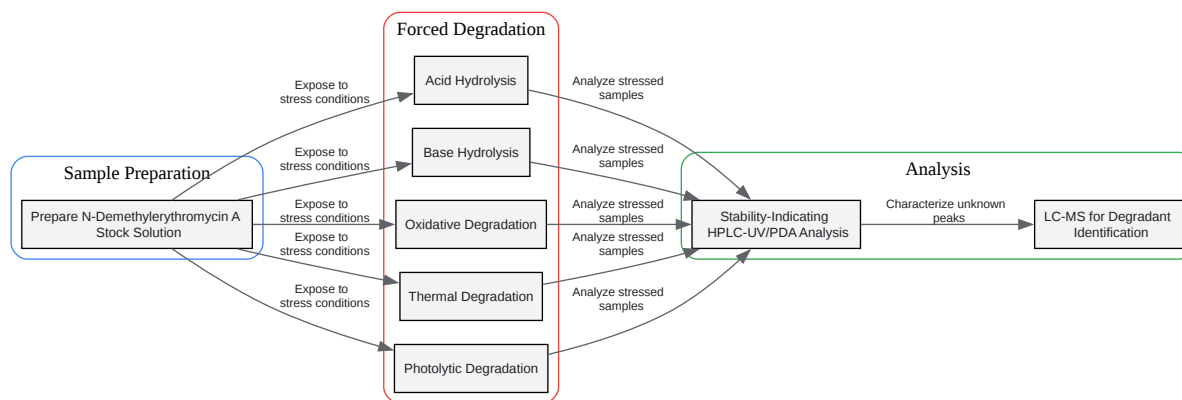 Forced Degradation
Acid Hydrolysis
Expose to
stress conditions
Analyze stressed
samples
Base Hydrolysis
Expose to
stress conditions
Analyze stressed
samples
Sample Preparation
Analysis
Prepare N-Demethylerythromycin A
Stock Solution
Expose to
stress conditions
Oxidative Degradation
Analyze stressed
samples
Stability-Indicating
HPLC-UV/PDA Analysis
Characterize unknown
peaks
LC-MS for Degradant
Identification
Expose to
stress conditions
Thermal Degradation
Analyze stressed
samples
Expose to
stress conditions
Photolytic Degradation
Analyze stressed
samples